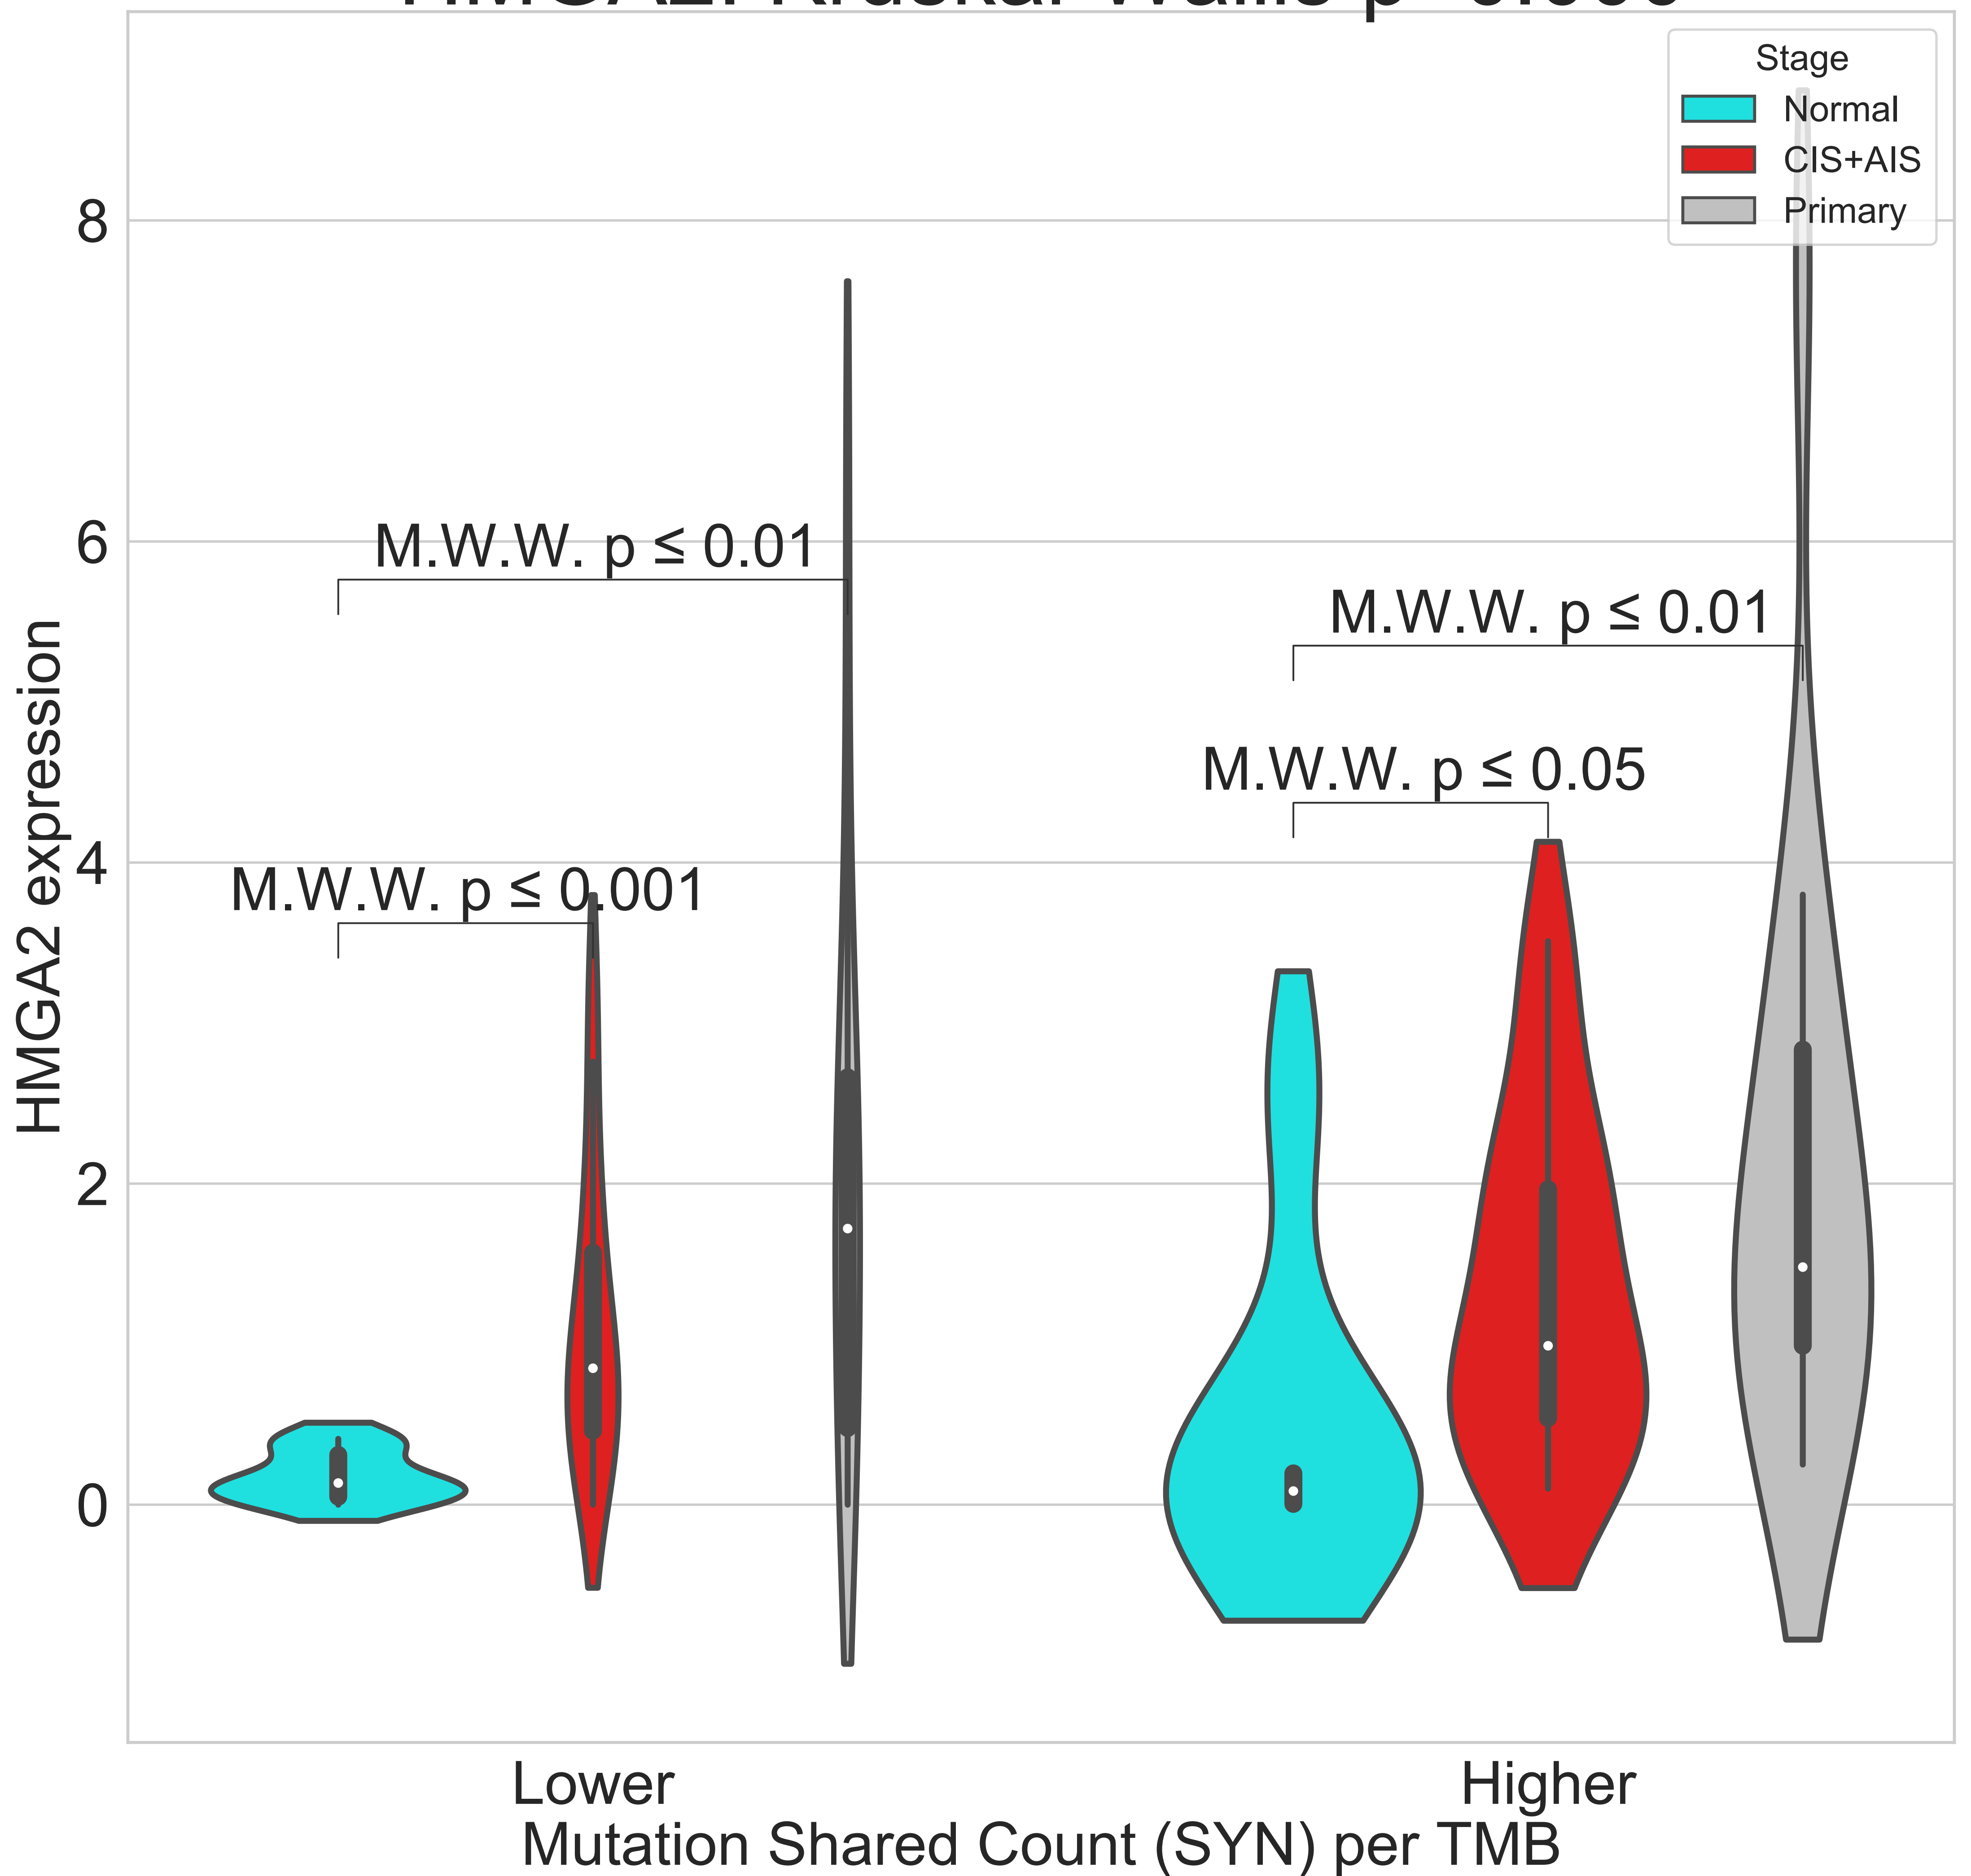 Stage
Normal
CIS+AIS
Primary
8
6
4
2
0
HMGA2 expression
M.W.W. p ≤ 0.01
M.W.W. p ≤ 0.01
M.W.W. p ≤ 0.05
M.W.W. p ≤ 0.001
Lower
Higher
Mutation Shared Count (SYN) per TMB